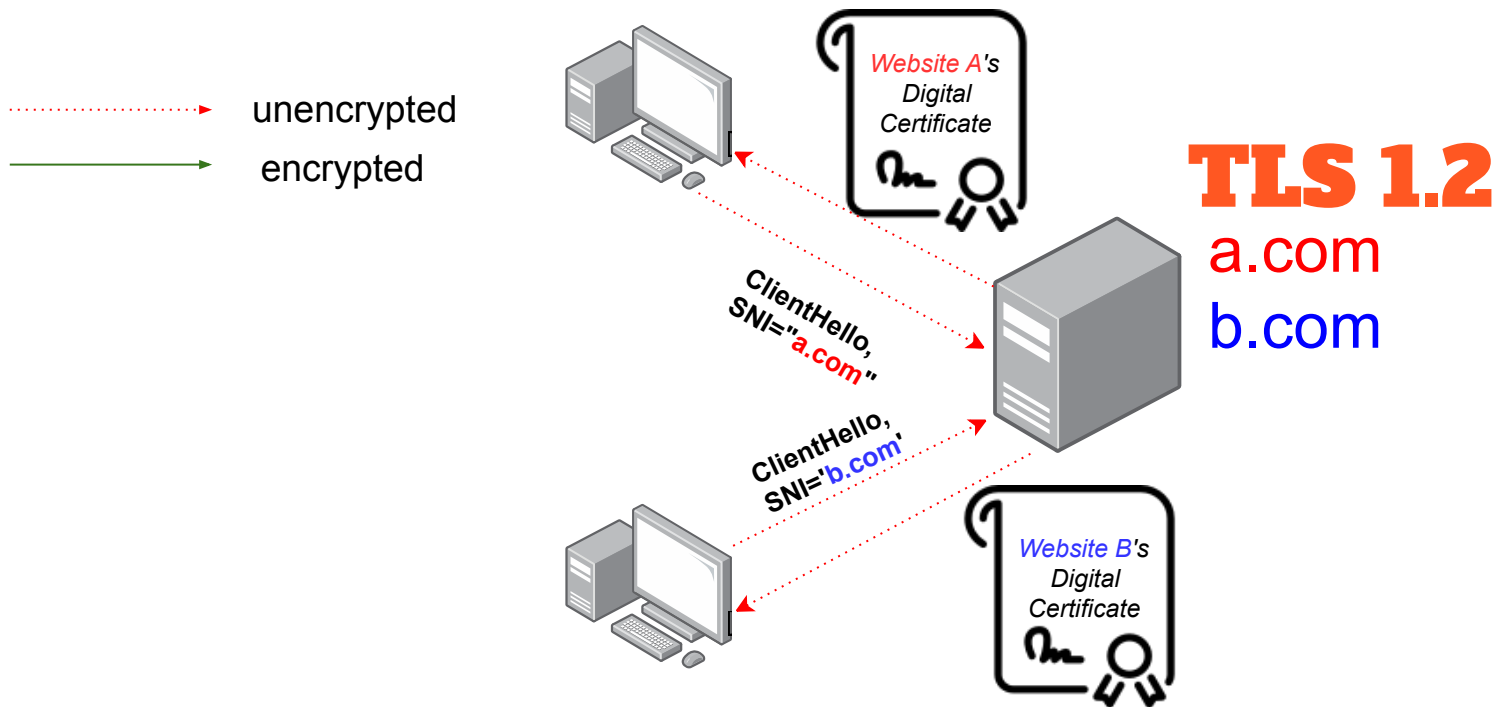 unencrypted
encrypted
Website A's
Digital
Certificate
TLS 1.2
a.com
b.com
ClientHello,
SNI="a.com"
ClientHello,
SNI='b.com'
Website B's
Digital
Certificate